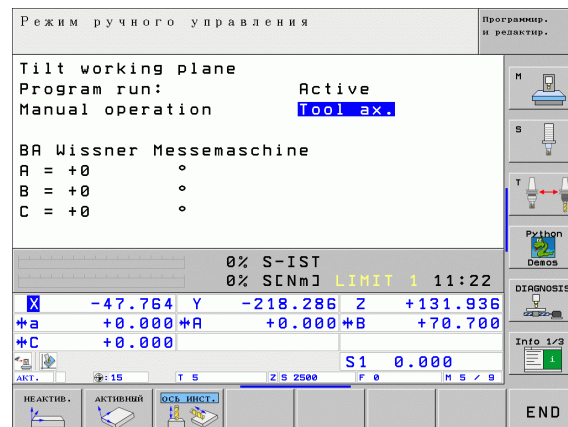 Режим ручного управления
Программир. и редактир.
Tilt working plane
Program run: Active
Manual operation Tool ax.
BA Wissner Messemaschine
A = +0 °
B = +0 °
C = +0 °
0% S-IST
0% S[Nm] LIMIT 1 11:22
X -47.764 Y -218.286 Z +131.936
a +0.000 A +0.000 B +70.700
C +0.000
S1 0.000
АКТ. : 15 T 5 Z S 2500 F 0 M 5 / 9
M
S
T
Python Demos
DIAGNOSIS
Info 1/3
i
НЕАКТИВ. АКТИВНЫЙ ОСЬ ИНСТ. END